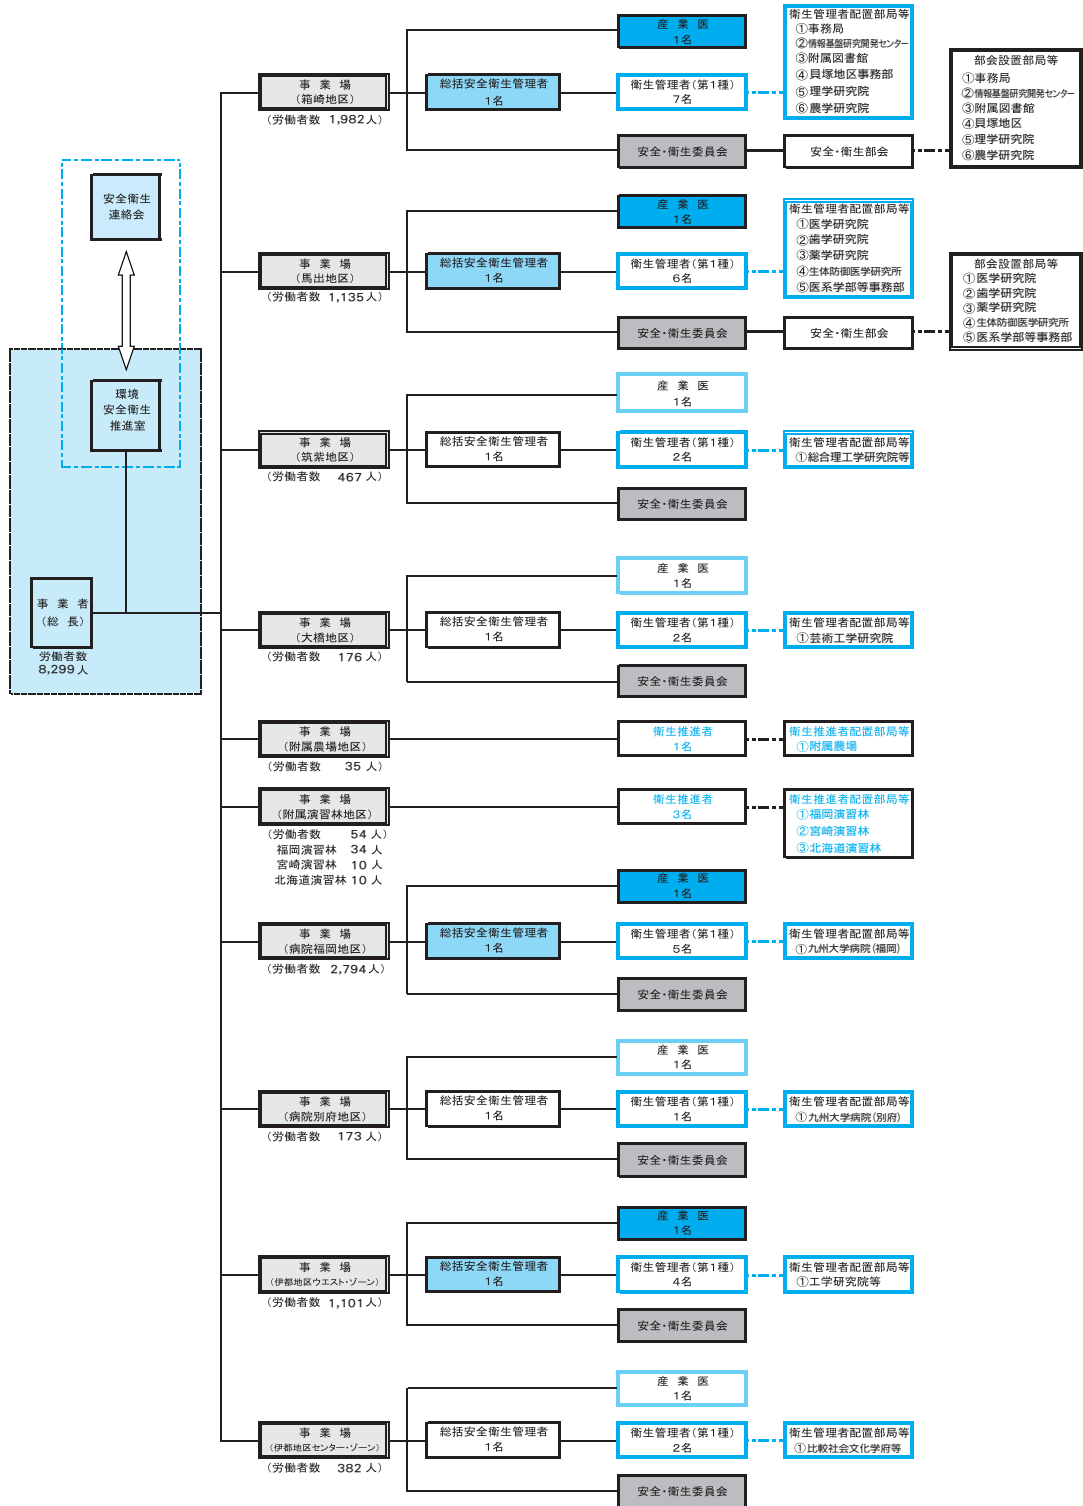 安全衛生
連絡会
環境
安全衛生
推進室
事業者
(総長)
労働者数
8,299人
事業場
(箱崎地区)
(労働者数 1,982人)
産業医
1名
総括安全衛生管理者
1名
衛生管理者(第1種)
7名
安全・衛生委員会
安全・衛生部会
衛生管理者配置部局等
①事務局
②情報基盤研究開発センター
③附属図書館
④貝塚地区事務部
⑤理学研究院
⑥農学研究院
部会設置部局等
①事務局
②情報基盤研究開発センター
③附属図書館
④貝塚地区
⑤理学研究院
⑥農学研究院
事業場
(馬出地区)
(労働者数 1,135人)
産業医
1名
総括安全衛生管理者
1名
衛生管理者(第1種)
6名
安全・衛生委員会
安全・衛生部会
衛生管理者配置部局等
①医学研究院
②歯学研究院
③薬学研究院
④生体防御医学研究所
⑤医系学部等事務部
部会設置部局等
①医学研究院
②歯学研究院
③薬学研究院
④生体防御医学研究所
⑤医系学部等事務部
事業場
(筑紫地区)
(労働者数 467人)
産業医
1名
総括安全衛生管理者
1名
衛生管理者(第1種)
2名
安全・衛生委員会
衛生管理者配置部局等
①総合理工学研究院等
事業場
(大橋地区)
(労働者数 176人)
産業医
1名
総括安全衛生管理者
1名
衛生管理者(第1種)
2名
安全・衛生委員会
衛生管理者配置部局等
①芸術工学研究院
事業場
(附属農場地区)
(労働者数 35人)
衛生推進者
1名
衛生推進者配置部局等
①附属農場
事業場
(附属演習林地区)
(労働者数 54人)
福岡演習林 34人
宮崎演習林 10人
北海道演習林 10人
衛生推進者
3名
衛生推進者配置部局等
①福岡演習林
②宮崎演習林
③北海道演習林
事業場
(病院福岡地区)
(労働者数 2,794人)
産業医
1名
総括安全衛生管理者
1名
衛生管理者(第1種)
5名
安全・衛生委員会
衛生管理者配置部局等
①九州大学病院(福岡)
事業場
(病院別府地区)
(労働者数 173人)
産業医
1名
総括安全衛生管理者
1名
衛生管理者(第1種)
1名
安全・衛生委員会
衛生管理者配置部局等
①九州大学病院(別府)
事業場
(伊都地区ウエスト・ゾーン)
(労働者数 1,101人)
産業医
1名
総括安全衛生管理者
1名
衛生管理者(第1種)
4名
安全・衛生委員会
衛生管理者配置部局等
①工学研究院等
事業場
(伊都地区センター・ゾーン)
(労働者数 382人)
産業医
1名
総括安全衛生管理者
1名
衛生管理者(第1種)
2名
安全・衛生委員会
衛生管理者配置部局等
①比較社会文化学府等